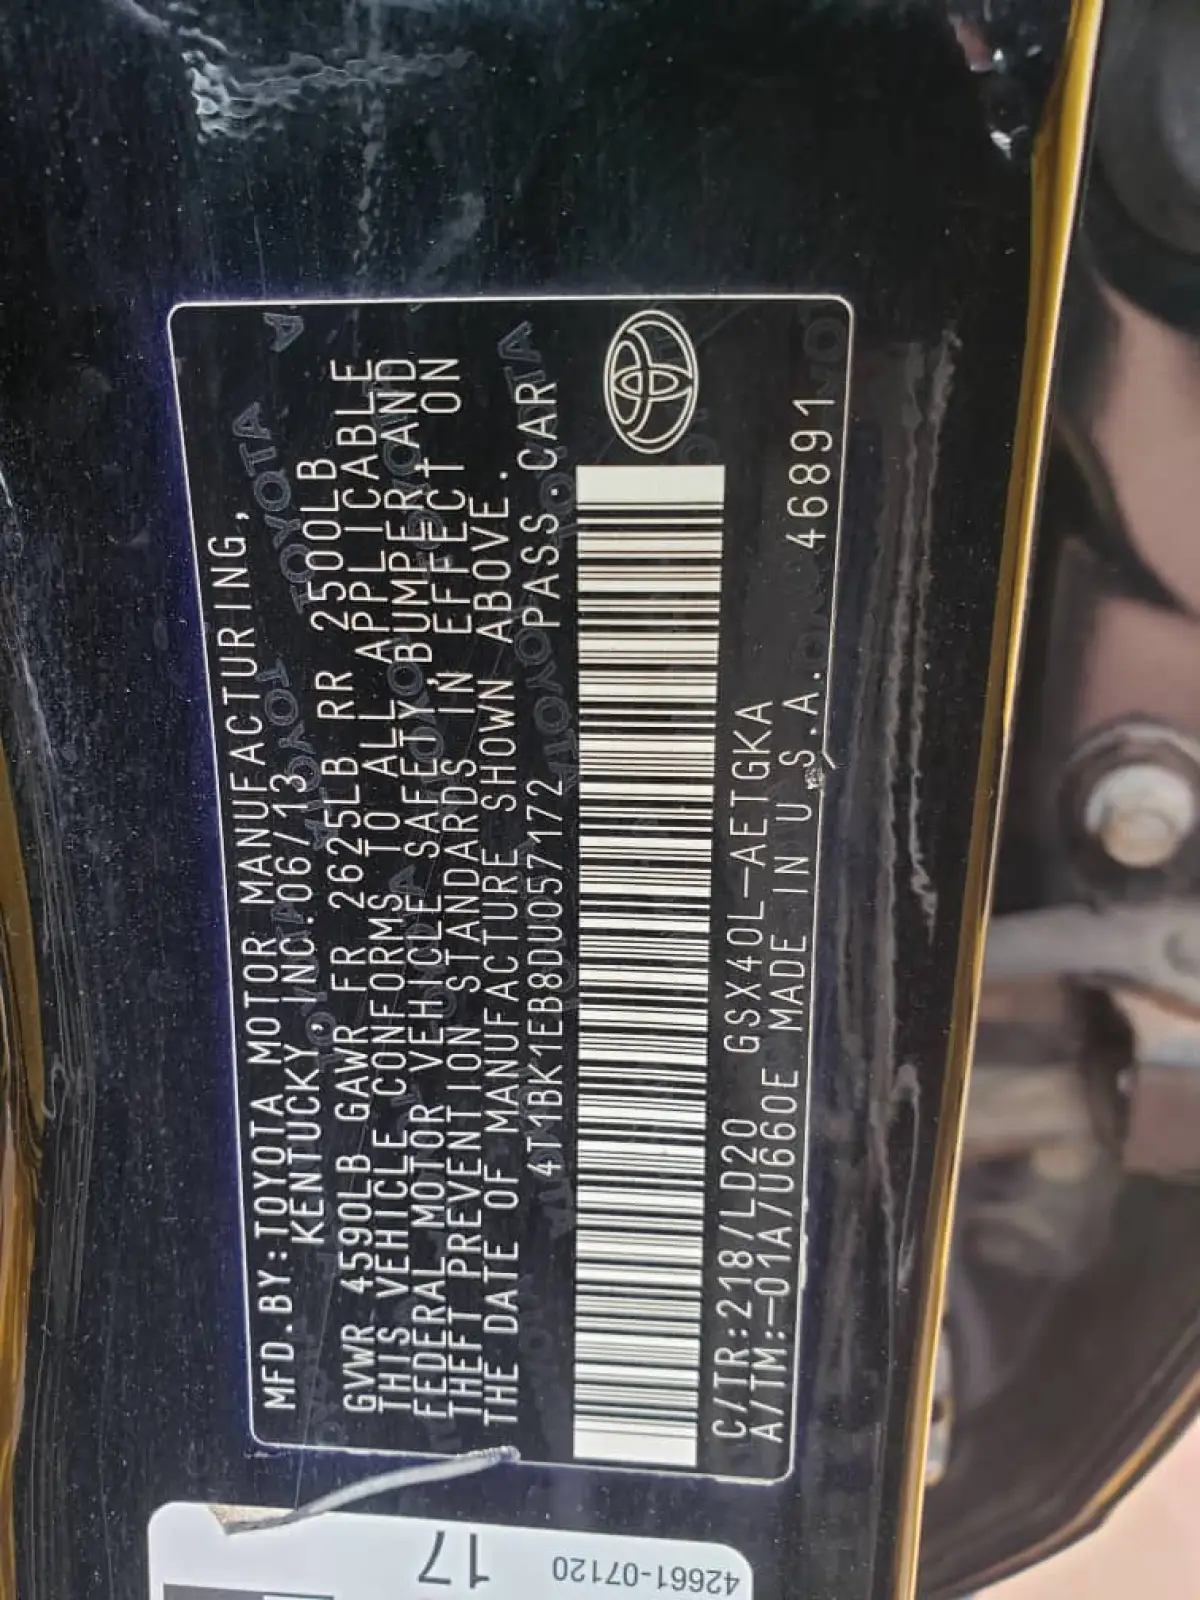 MFD.BY:TOYOTA MOTOR MANUFACTURING,
KENTUCKY, INC.06/13
GVWR 4590LB GAWR FR 2625LB RR 2500LB
THIS VEHICLE CONFORMS TO ALL APPLICABLE
FEDERAL MOTOR VEHICLE SAFETY,BUMPER,AND
THEFT PREVENTION STANDARDS IN EFFECT ON
THE DATE OF MANUFACTURE SHOWN ABOVE.
4T1BK1EB8DU057172 PASS.CAR
C/TR:218/LD20 GSX40L-AETGKA
A/TM:-01A/U660E MADE IN U.S.A. 46891
17
42661-07120